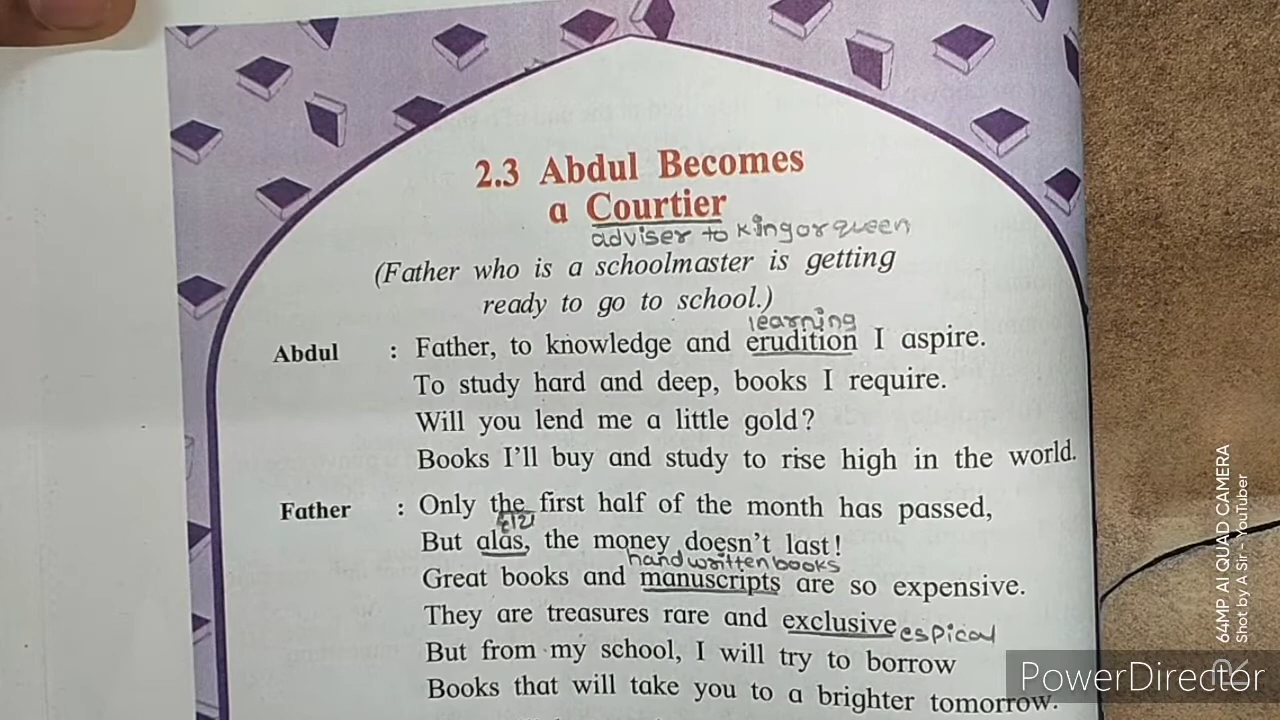 2.3 Abdul Becomes
a Courtier
adviser to king or queen
(Father who is a schoolmaster is getting
ready to go to school.)
learning
Abdul : Father, to knowledge and erudition I aspire.
To study hard and deep, books I require.
Will you lend me a little gold?
Books I'll buy and study to rise high in the world.
Father : Only the first half of the month has passed,
But alas, the money doesn't last!
handwritten books
Great books and manuscripts are so expensive.
They are treasures rare and exclusive espical
But from my school, I will try to borrow
Books that will take you to a brighter tomorrow.
64MP AI QUAD CAMERA
Shot by A Sir - YouTuber
PowerDirector